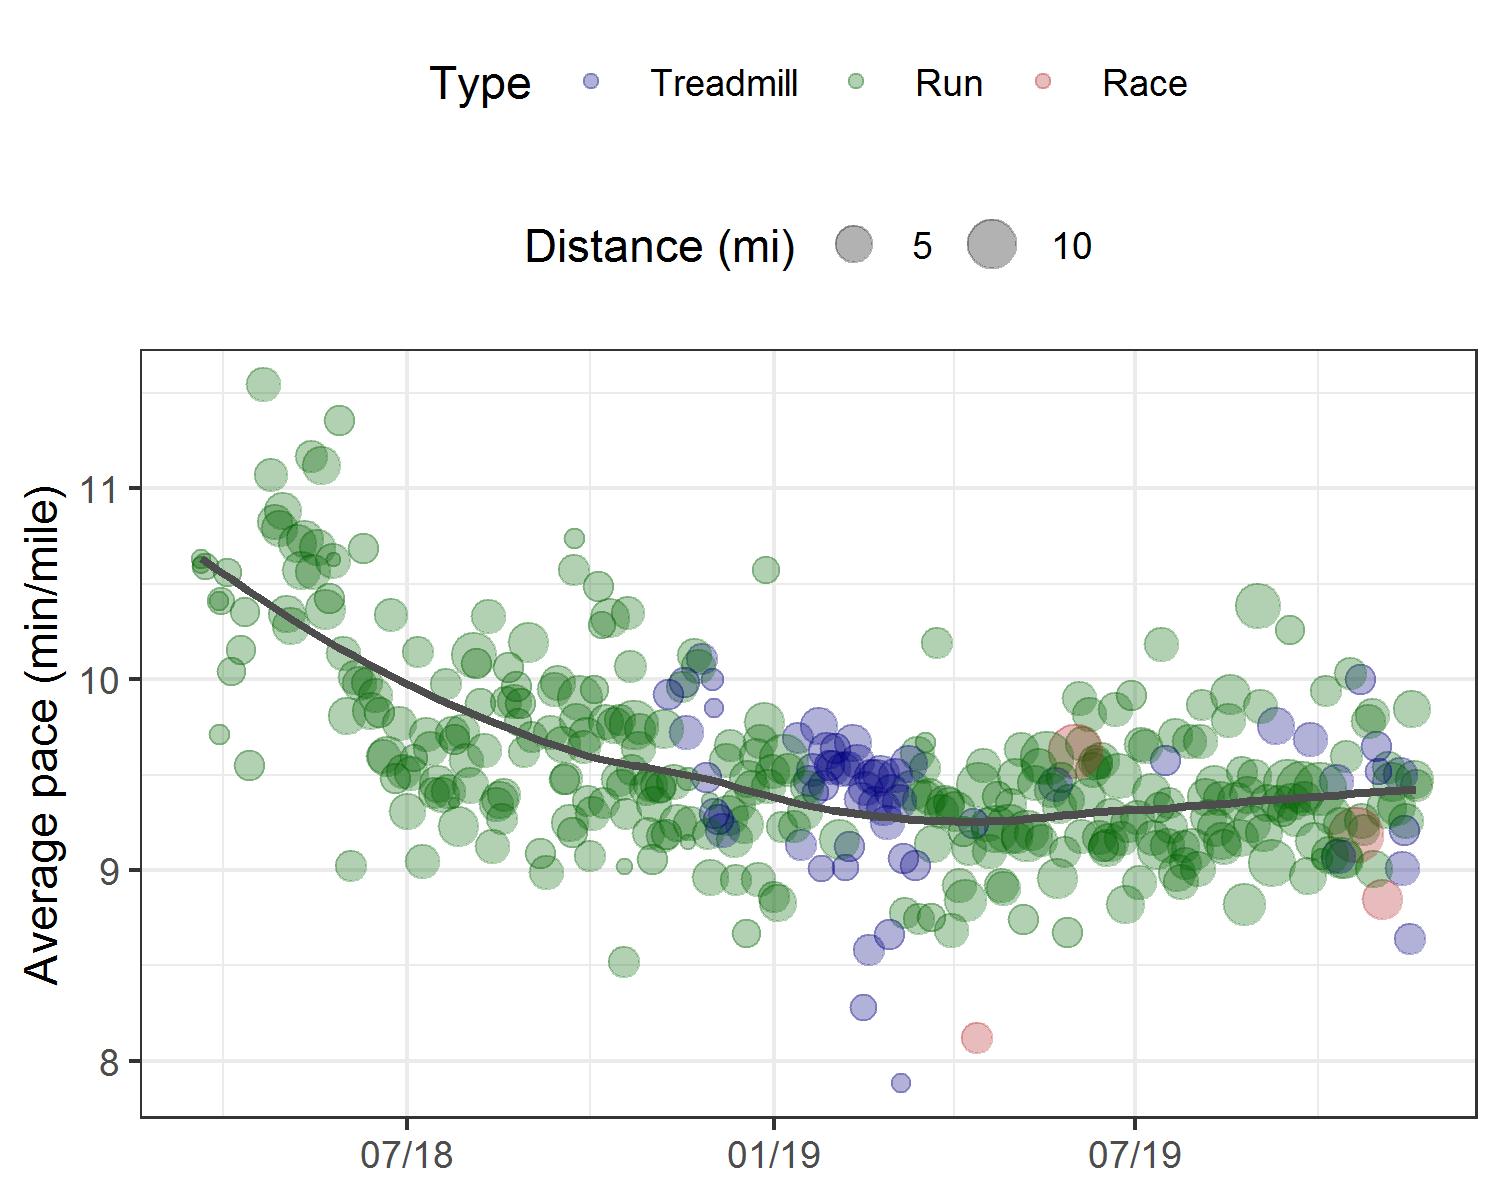 Type Treadmill Run Race
Distance (mi) 5 10
Average pace (min/mile)
11
10
9
8
07/18 01/19 07/19